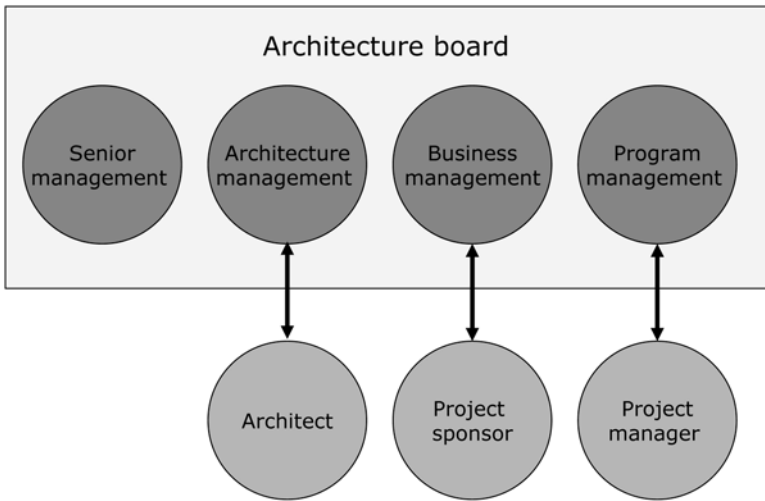 Architecture board
Senior
management
Architecture
management
Business
management
Program
management
Architect
Project
sponsor
Project
manager